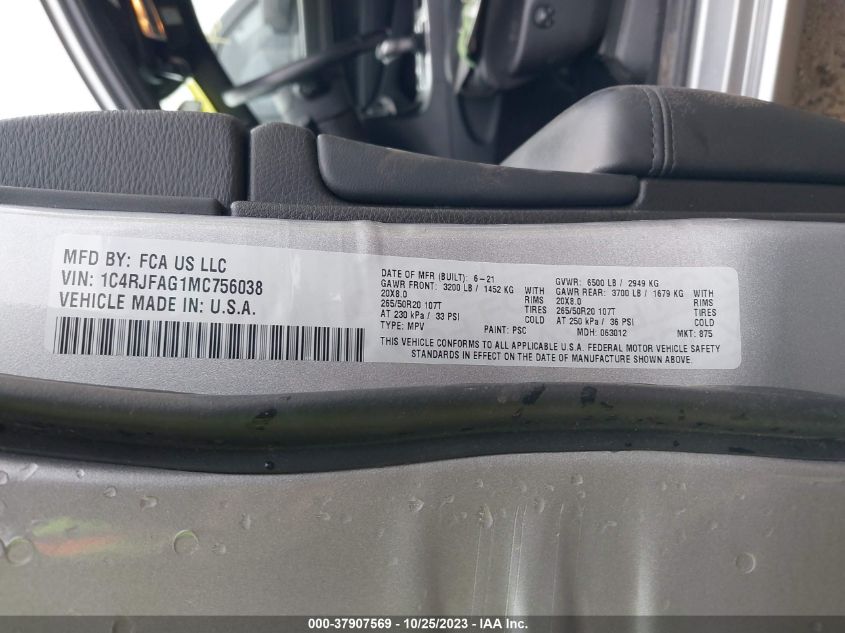 MFD BY: FCA US LLC
VIN: 1C4RJFAG1MC756038
VEHICLE MADE IN: U.S.A.
DATE OF MFR (BUILT): 6-21 GVWR: 6500 LB / 2949 KG
GAWR FRONT: 3200 LB / 1452 KG WITH GAWR REAR: 3700 LB / 1679 KG WITH
20X8.0 RIMS 20X8.0 RIMS
265/50R20 107T TIRES 265/50R20 107T TIRES
AT 230 kPa / 33 PSI COLD AT 250 kPa / 36 PSI COLD
TYPE: MPV PAINT: PSC MDH: 063012 MKT: 875
THIS VEHICLE CONFORMS TO ALL APPLICABLE U.S.A. FEDERAL MOTOR VEHICLE SAFETY
STANDARDS IN EFFECT ON THE DATE OF MANUFACTURE SHOWN ABOVE.
000-37907569 - 10/25/2023 - IAA Inc.